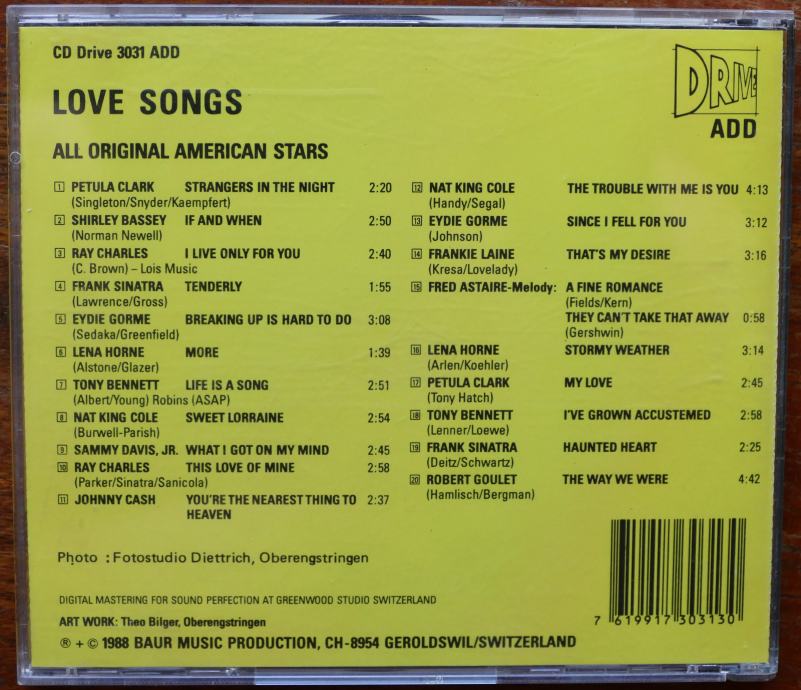 CD Drive 3031 ADD
DRIVE
ADD
LOVE SONGS
ALL ORIGINAL AMERICAN STARS
1 PETULA CLARK STRANGERS IN THE NIGHT 2:20
(Singleton/Snyder/Kaempfert)
2 SHIRLEY BASSEY IF AND WHEN 2:50
(Norman Newell)
3 RAY CHARLES I LIVE ONLY FOR YOU 2:40
(C. Brown) – Lois Music
4 FRANK SINATRA TENDERLY 1:55
(Lawrence/Gross)
5 EYDIE GORME BREAKING UP IS HARD TO DO 3:08
(Sedaka/Greenfield)
6 LENA HORNE MORE 1:39
(Alstone/Glazer)
7 TONY BENNETT LIFE IS A SONG 2:51
(Albert/Young) Robins (ASAP)
8 NAT KING COLE SWEET LORRAINE 2:54
(Burwell-Parish)
9 SAMMY DAVIS, JR. WHAT I GOT ON MY MIND 2:45
10 RAY CHARLES THIS LOVE OF MINE 2:58
(Parker/Sinatra/Sanicola)
11 JOHNNY CASH YOU'RE THE NEAREST THING TO 2:37
HEAVEN
12 NAT KING COLE THE TROUBLE WITH ME IS YOU 4:13
(Handy/Segal)
13 EYDIE GORME SINCE I FELL FOR YOU 3:12
(Johnson)
14 FRANKIE LAINE THAT'S MY DESIRE 3:16
(Kresa/Lovelady)
15 FRED ASTAIRE-Melody: A FINE ROMANCE
(Fields/Kern)
THEY CAN'T TAKE THAT AWAY 0:58
(Gershwin)
16 LENA HORNE STORMY WEATHER 3:14
(Arlen/Koehler)
17 PETULA CLARK MY LOVE 2:45
(Tony Hatch)
18 TONY BENNETT I'VE GROWN ACCUSTOMED 2:58
(Lenner/Loewe)
19 FRANK SINATRA HAUNTED HEART 2:25
(Deitz/Schwartz)
20 ROBERT GOULET THE WAY WE WERE 4:42
(Hamlisch/Bergman)
Photo : Fotostudio Diettrich, Oberengstringen
DIGITAL MASTERING FOR SOUND PERFECTION AT GREENWOOD STUDIO SWITZERLAND
ART WORK: Theo Bilger, Oberengstringen
℗ + © 1988 BAUR MUSIC PRODUCTION, CH-8954 GEROLDSWIL/SWITZERLAND
7 619917 303130